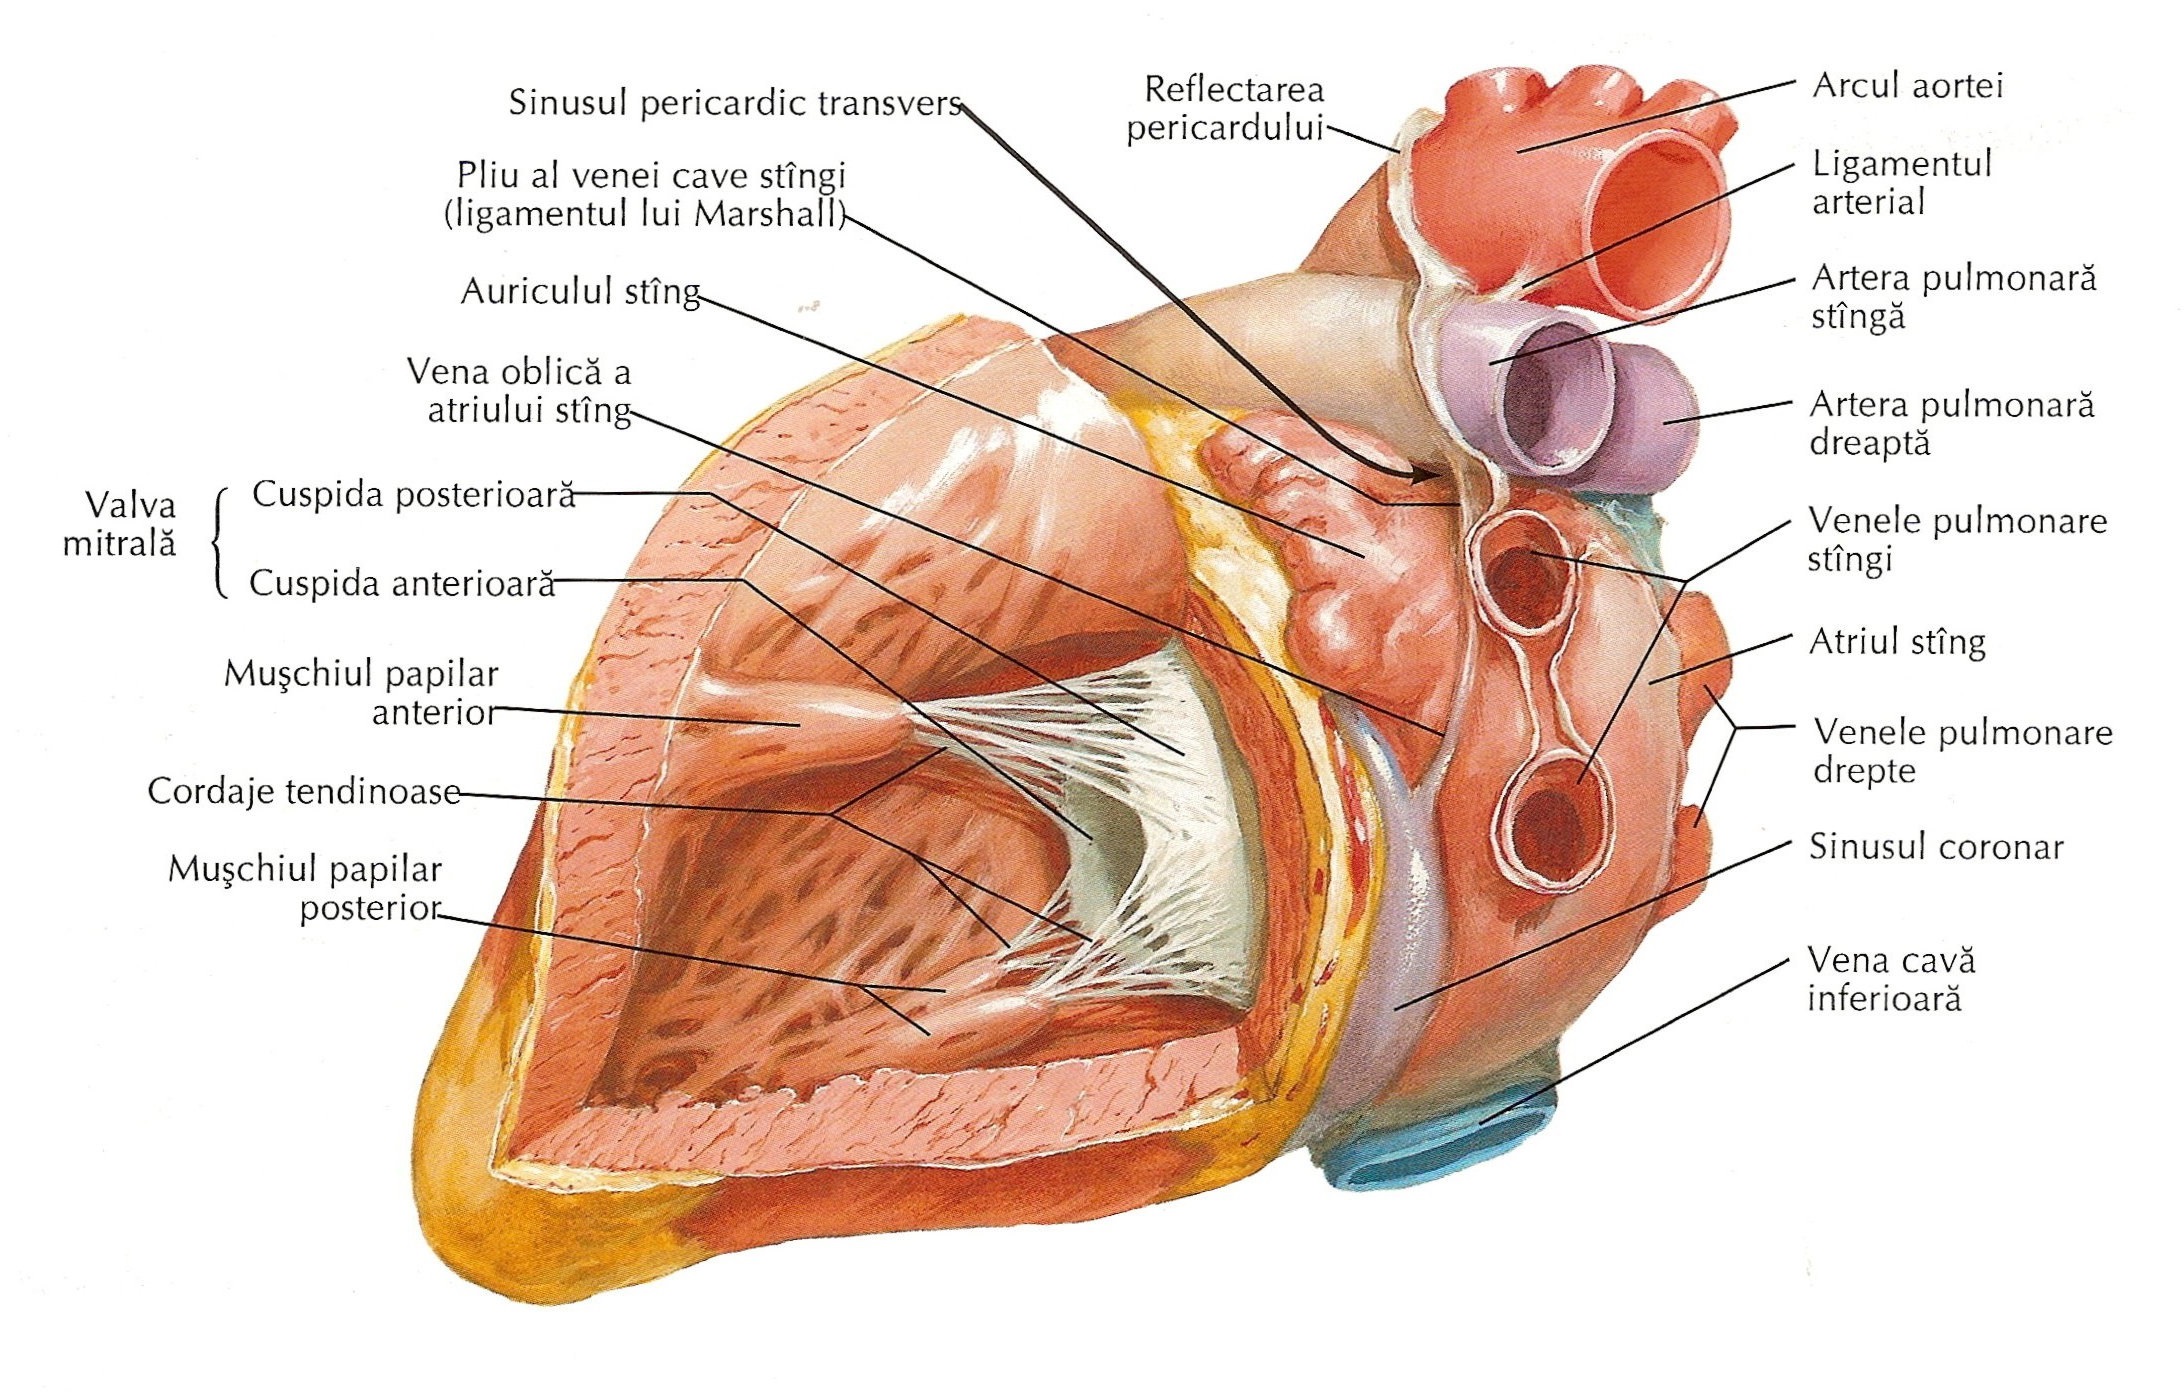 Sinusul pericardic transvers
Pliu al venei cave stîngi
(ligamentul lui Marshall)
Auriculul stîng
Vena oblică a
atriului stîng
Valva
mitrală
Cuspida posterioară
Cuspida anterioară
Muşchiul papilar
anterior
Cordaje tendinoase
Muşchiul papilar
posterior
Reflectarea
pericardului
Arcul aortei
Ligamentul
arterial
Artera pulmonară
stîngă
Artera pulmonară
dreaptă
Venele pulmonare
stîngi
Atriul stîng
Venele pulmonare
drepte
Sinusul coronar
Vena cavă
inferioară